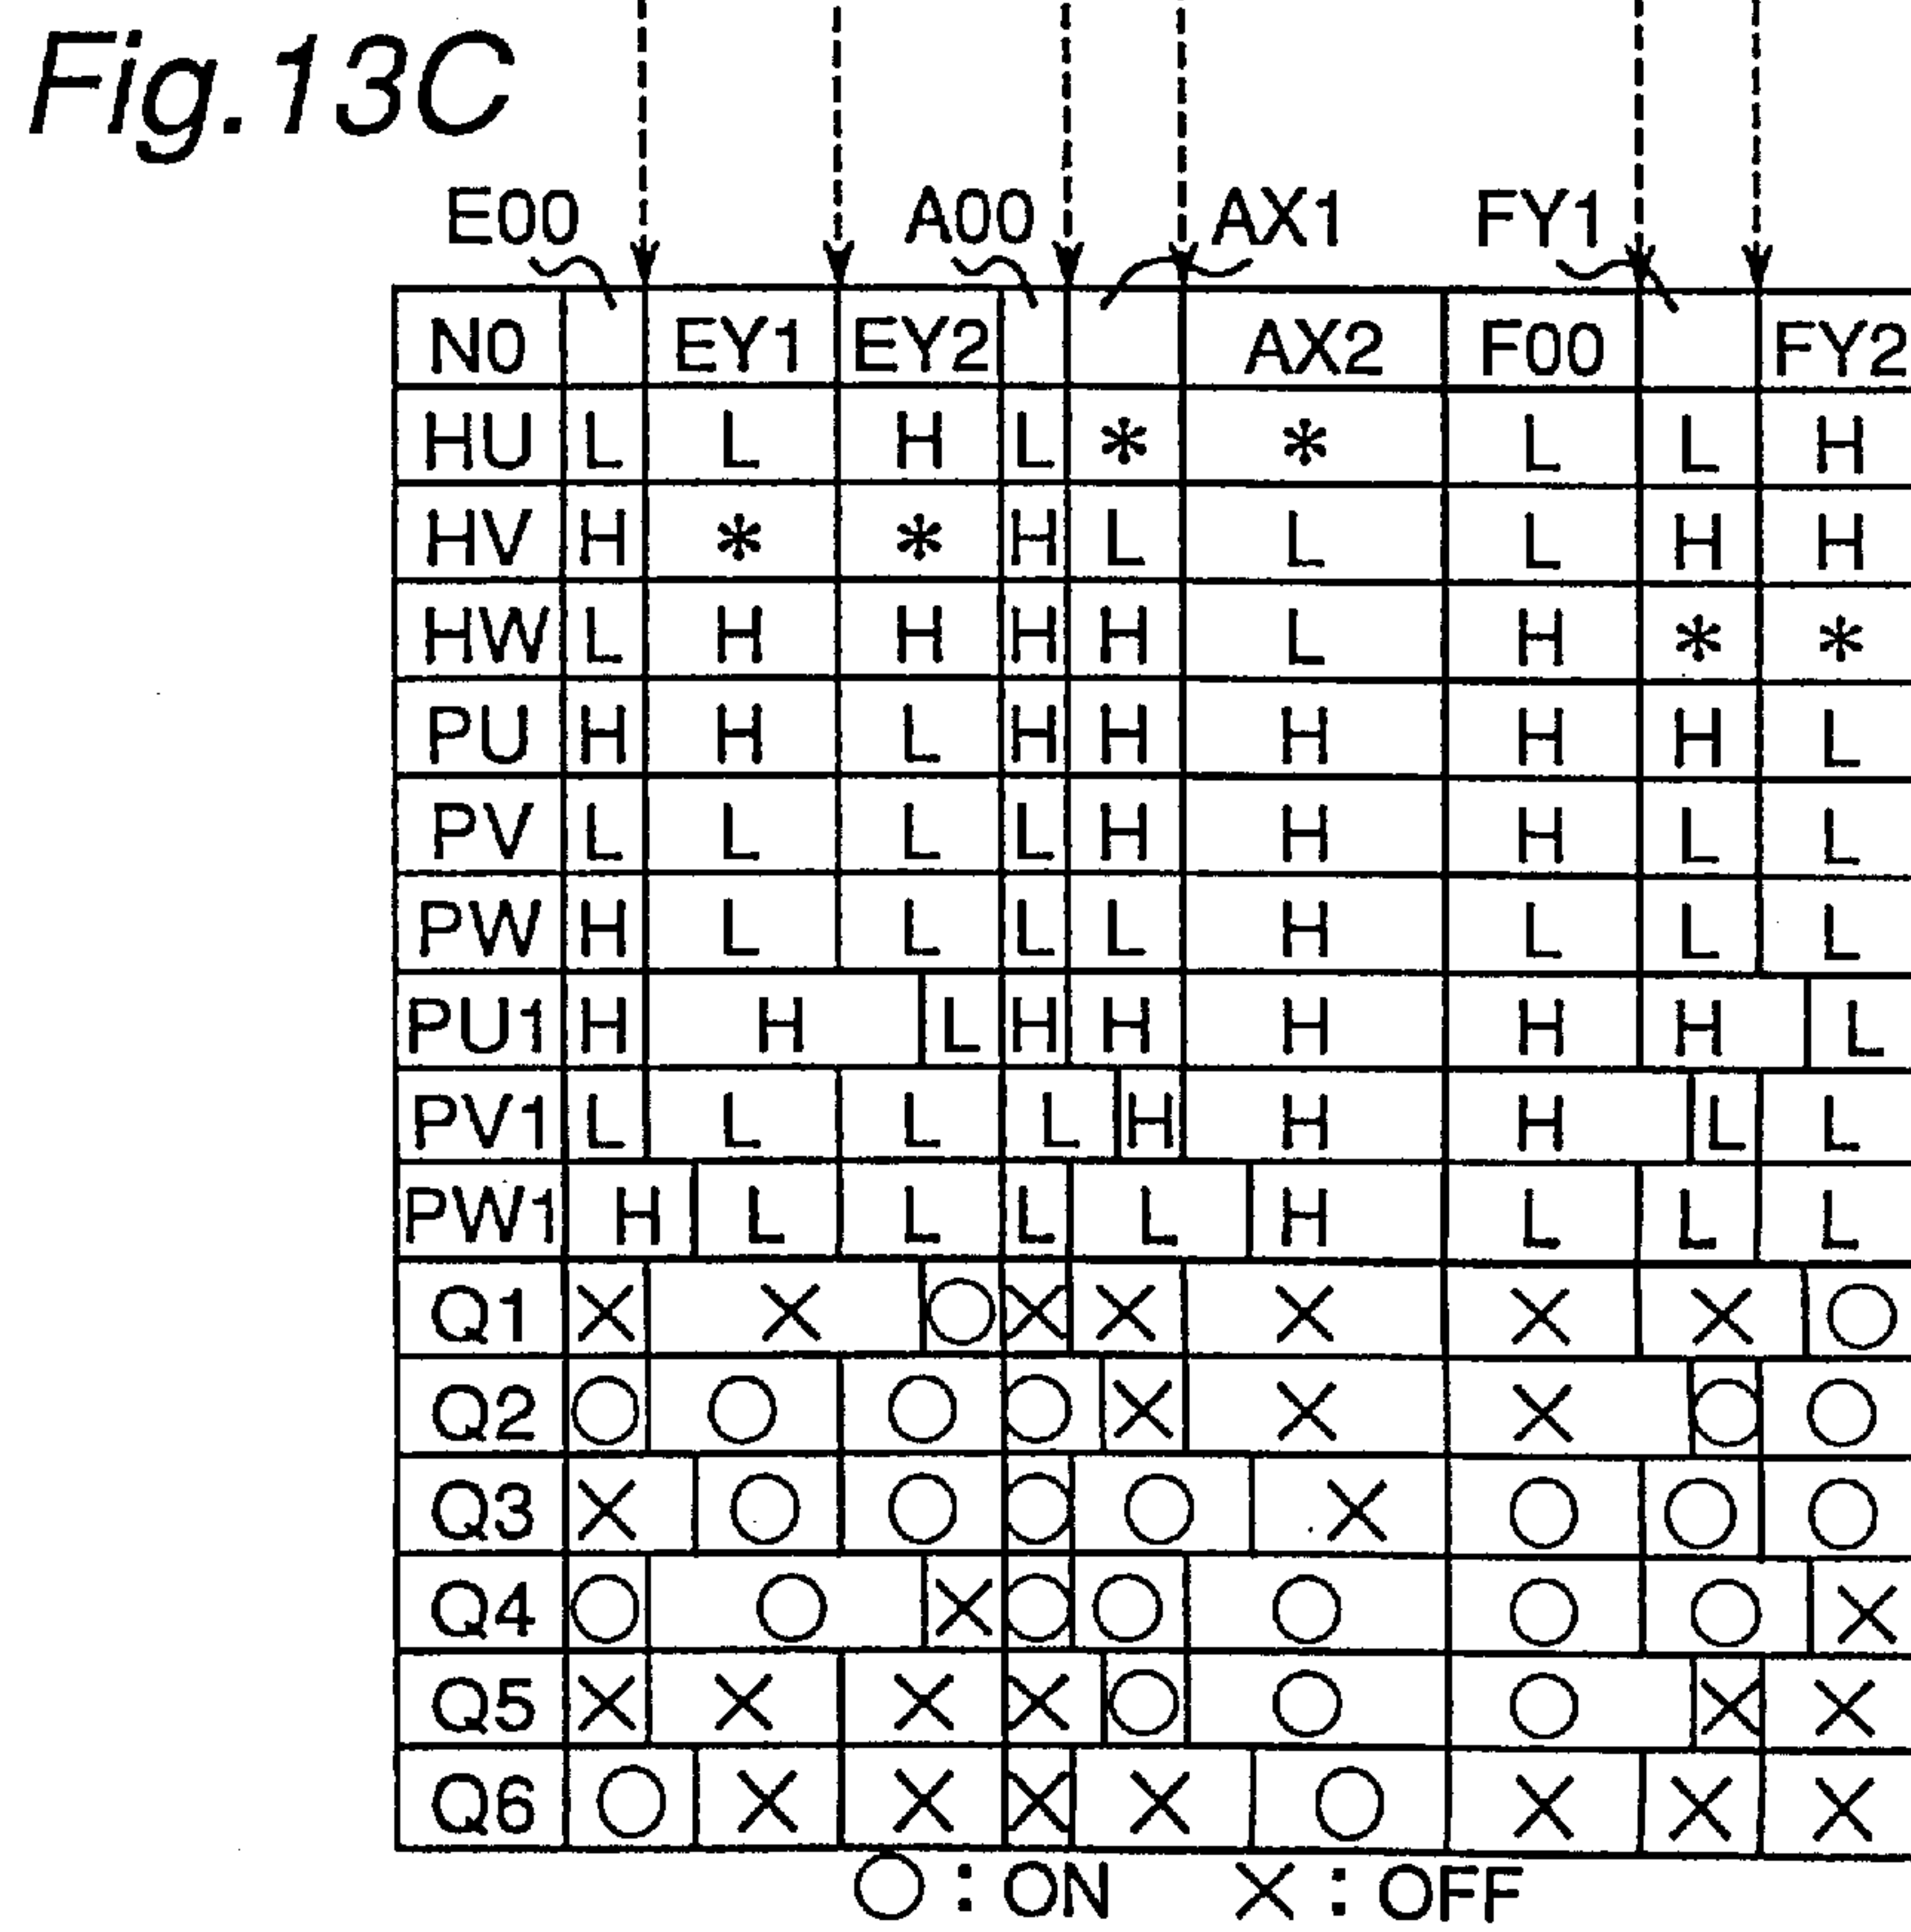 Fig.13C
E00 A00 AX1 FY1
N0 EY1 EY2 AX2 F00 FY2
HU L L H L * * L L H
HV H * * H L L L H H
HW L H H H H L H * *
PU H H L H H H H H L
PV L L L L H H H L L
PW H L L L L H L L L
PU1 H H L H H H H H L
PV1 L L L L H H H L L
PW1 H L L L L H L L L
Q1 × × ○ × × × × × ○
Q2 ○ ○ ○ ○ × × × ○ ○
Q3 × ○ ○ ○ ○ × ○ ○ ○
Q4 ○ ○ × ○ ○ ○ ○ ○ ×
Q5 × × × × ○ ○ ○ × ×
Q6 ○ × × × × ○ × × ×
○ : ON × : OFF